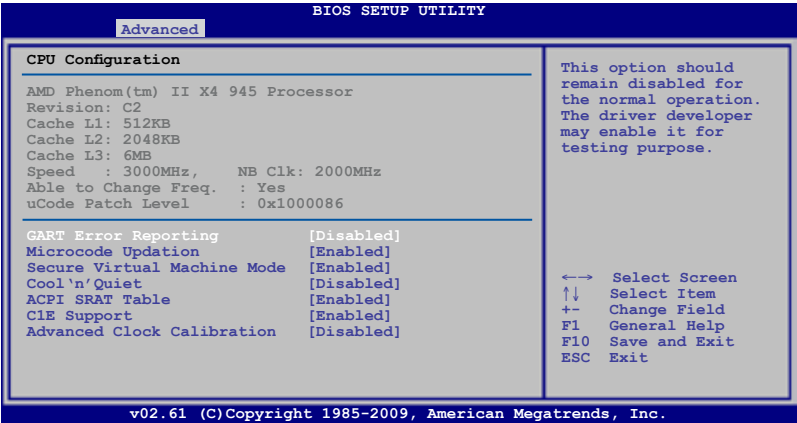 BIOS SETUP UTILITY
Advanced
CPU Configuration
AMD Phenom(tm) II X4 945 Processor
Revision: C2
Cache L1: 512KB
Cache L2: 2048KB
Cache L3: 6MB
Speed : 3000MHz, NB Clk: 2000MHz
Able to Change Freq. : Yes
uCode Patch Level : 0x1000086
GART Error Reporting [Disabled]
Microcode Updation [Enabled]
Secure Virtual Machine Mode [Enabled]
Cool‘n’Quiet [Disabled]
ACPI SRAT Table [Enabled]
C1E Support [Enabled]
Advanced Clock Calibration [Disabled]
This option should
remain disabled for
the normal operation.
The driver developer
may enable it for
testing purpose.
←→ Select Screen
↑↓ Select Item
+- Change Field
F1 General Help
F10 Save and Exit
ESC Exit
v02.61 (C)Copyright 1985-2009, American Megatrends, Inc.